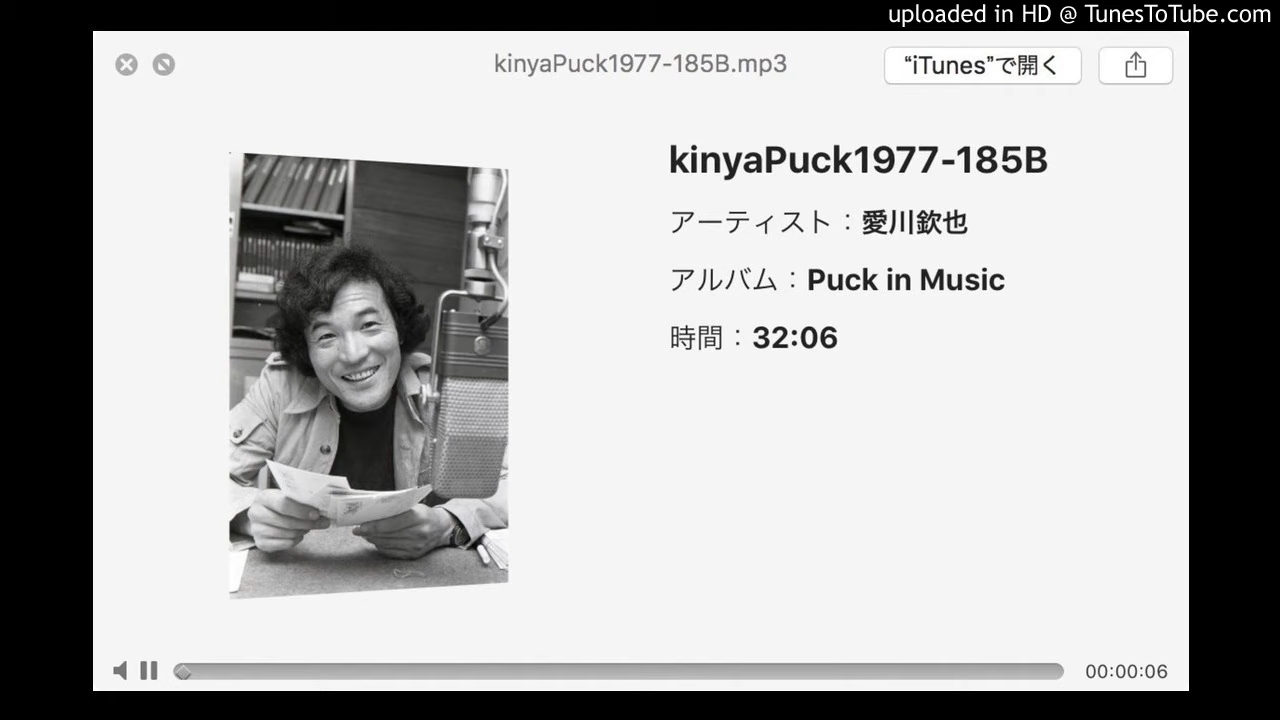 uploaded in HD @ TunesToTube.com
kinyaPuck1977-185B.mp3
“iTunes”で開く
kinyaPuck1977-185B
アーティスト：愛川欽也
アルバム：Puck in Music
時間：32:06
00:00:06